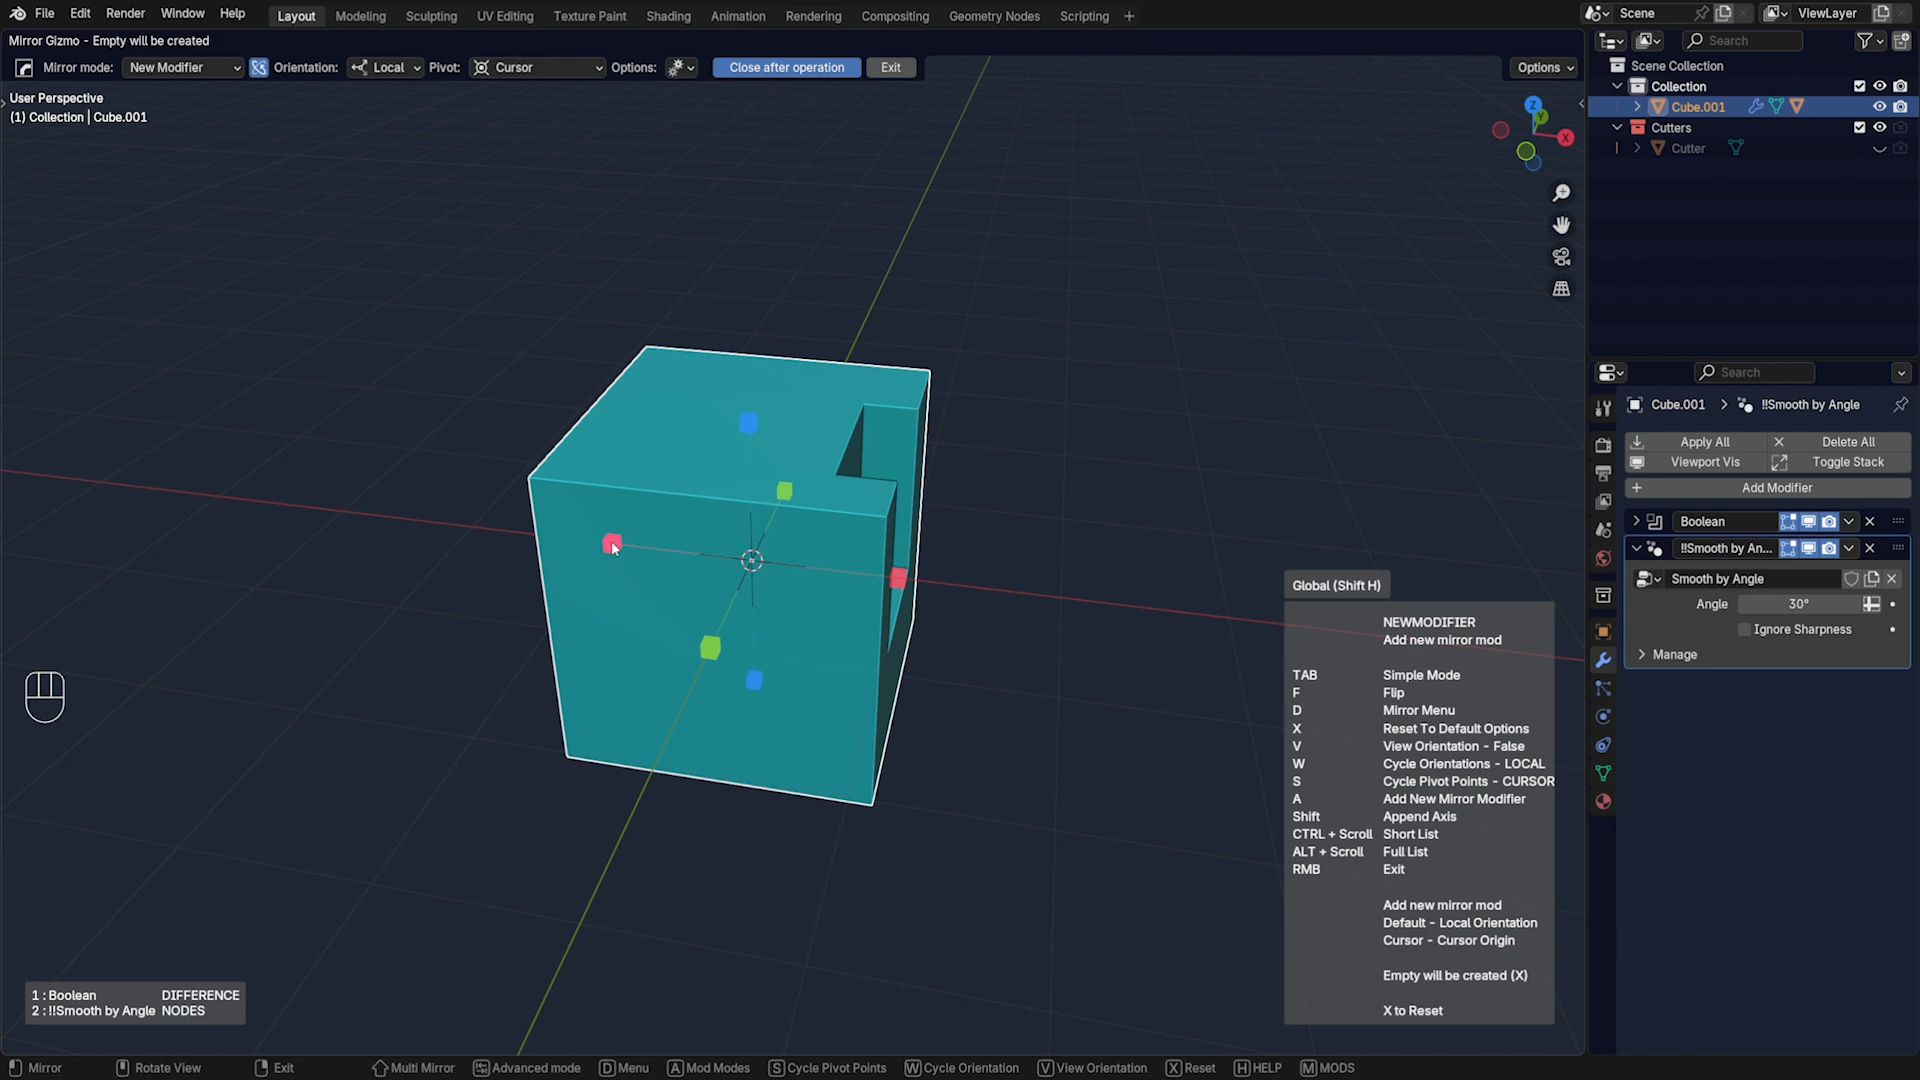 File Edit Render Window Help Layout Modeling Sculpting UV Editing Texture Paint Shading Animation Rendering Compositing Geometry Nodes Scripting + Scene ViewLayer
Mirror Gizmo - Empty will be created
Mirror mode: New Modifier Orientation: Local Pivot: Cursor Options: Close after operation Exit Options
User Perspective
(1) Collection | Cube.001
Z
Y
X
Search
Scene Collection
Collection
Cube.001
Cutters
Cutter
Search
Cube.001 > !!Smooth by Angle
Apply All Delete All
Viewport Vis Toggle Stack
+ Add Modifier
Boolean
!!Smooth by An...
Smooth by Angle
Angle 30°
Ignore Sharpness
Manage
Global (Shift H)
NEWMODIFIER
Add new mirror mod
TAB Simple Mode
F Flip
D Mirror Menu
X Reset To Default Options
V View Orientation - False
W Cycle Orientations - LOCAL
S Cycle Pivot Points - CURSOR
A Add New Mirror Modifier
Shift Append Axis
CTRL + Scroll Short List
ALT + Scroll Full List
RMB Exit
Add new mirror mod
Default - Local Orientation
Cursor - Cursor Origin
Empty will be created (X)
X to Reset
1 : Boolean DIFFERENCE
2 : !!Smooth by Angle NODES
Mirror Rotate View Exit Multi Mirror Advanced mode D Menu A Mod Modes S Cycle Pivot Points W Cycle Orientation V View Orientation X Reset H HELP M MODS